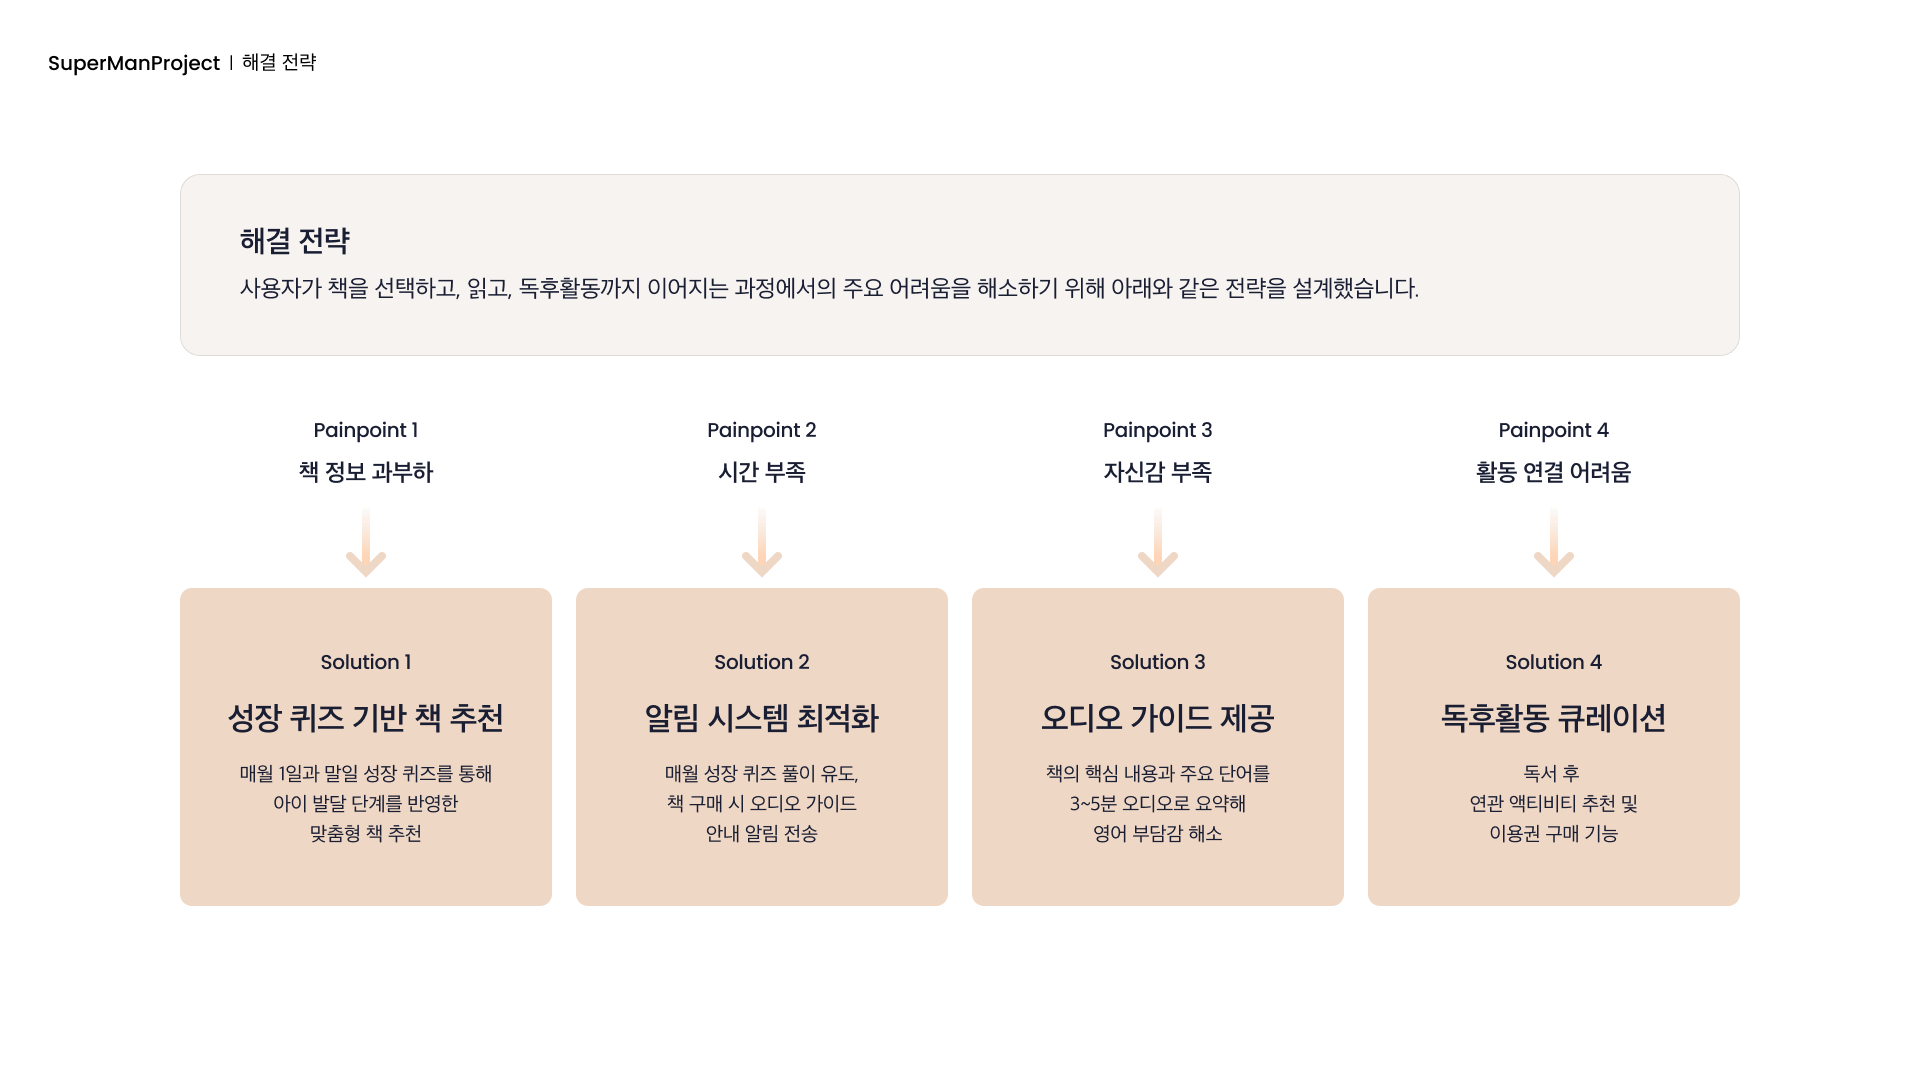 SuperManProject | 해결 전략
해결 전략
사용자가 책을 선택하고, 읽고, 독후활동까지 이어지는 과정에서의 주요 어려움을 해소하기 위해 아래와 같은 전략을 설계했습니다.
Painpoint 1
책 정보 과부하
Painpoint 2
시간 부족
Painpoint 3
자신감 부족
Painpoint 4
활동 연결 어려움
Solution 1
성장 퀴즈 기반 책 추천
매월 1일과 말일 성장 퀴즈를 통해
아이 발달 단계를 반영한
맞춤형 책 추천
Solution 2
알림 시스템 최적화
매월 성장 퀴즈 풀이 유도,
책 구매 시 오디오 가이드
안내 알림 전송
Solution 3
오디오 가이드 제공
책의 핵심 내용과 주요 단어를
3~5분 오디오로 요약해
영어 부담감 해소
Solution 4
독후활동 큐레이션
독서 후
연관 액티비티 추천 및
이용권 구매 기능